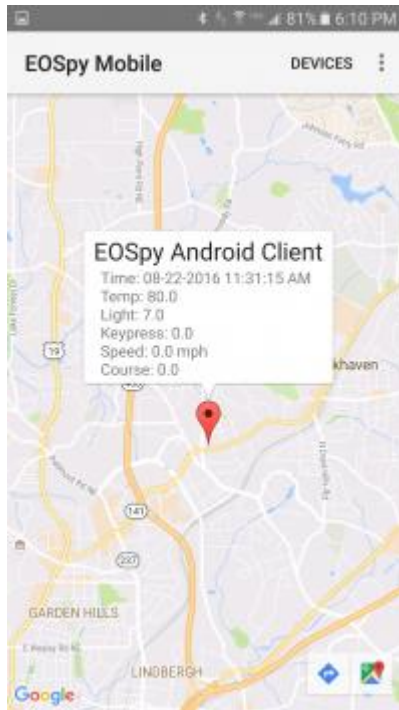 81% 6:10 PM
EOSpy Mobile
DEVICES
EOSpy Android Client
Time: 08-22-2016 11:31:15 AM
Temp: 80.0
Light: 7.0
Keypress: 0.0
Speed: 0.0 mph
Course: 0.0
19
khaven
141
237
GARDEN HILLS
LINDBERGH
Google